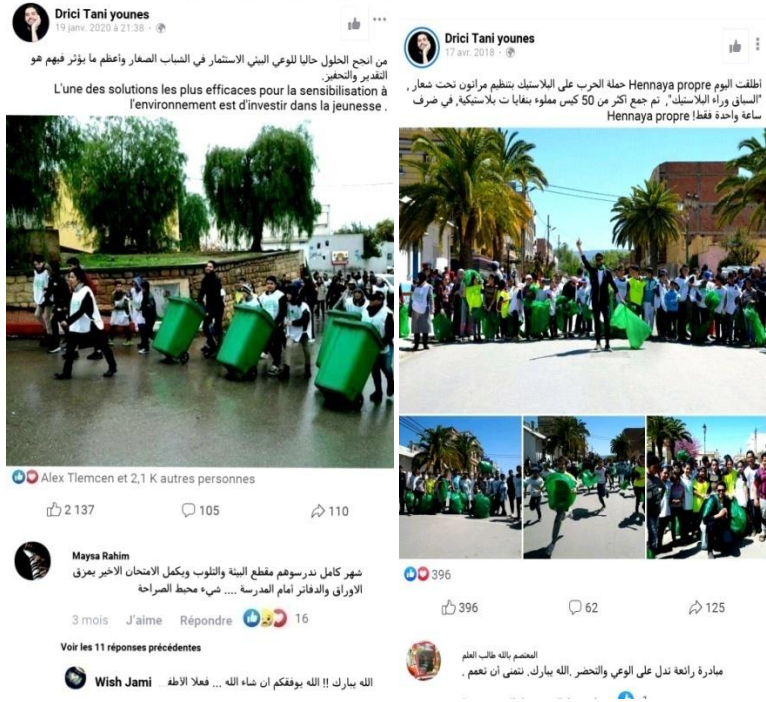 Drici Tani younes
19 janv. 2020 à 21:38
من انجح الحلول حاليا للوعي البيئي الاستثمار في الشباب الصغار وأعظم ما يؤثر فيهم هو
التقدير والتحفيز.
L'une des solutions les plus efficaces pour la sensibilisation à
l'environnement est d'investir dans la jeunesse .
Alex Tlemcen et 2,1 K autres personnes
2 137
105
110
Maysa Rahim
شهر كامل ندرسوهم مقطع البيئة والتلوب ويكمل الامتحان الاخير يمزق
الاوراق والدفاتر أمام المدرسة .... شيء محبط الصراحة
3 mois J'aime Répondre 16
Voir les 11 réponses précédentes
Wish Jami الله يبارك !! الله يوفقكم ان شاء الله ... فعلا الاطفـ
Drici Tani younes
17 avr. 2018
أطلقت اليوم Hennaya propre حملة الحرب على البلاستيك بتنظيم مراتون تحت شعار ,
"السباق وراء البلاستيك", تم جمع اكثر من 50 كيس مملوء بنفايا ت بلاستيكية, في ضرف
ساعة واحدة فقط! Hennaya propre
396
396
62
125
المعتصم بالله طالب العلم
مبادرة رائعة تدل على الوعي والتحضر .الله يبارك. نتمنى أن تعمم .